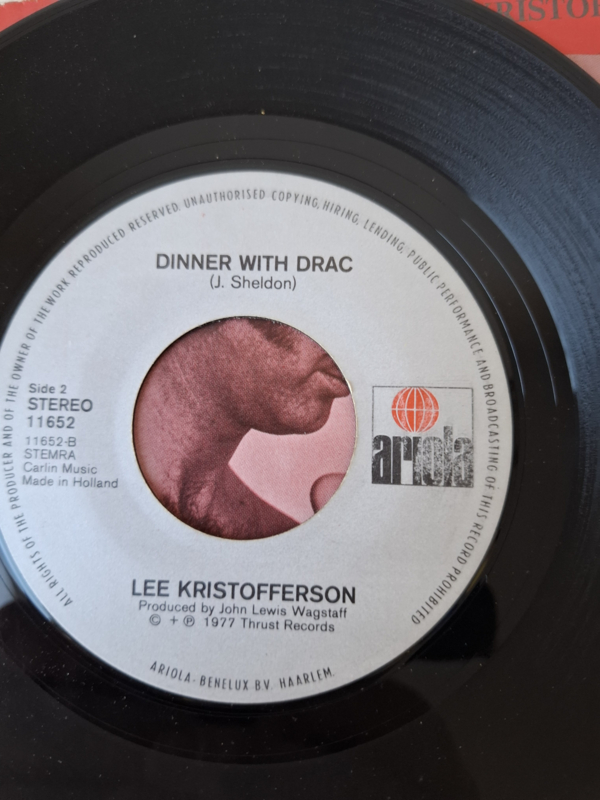 KRISTOF
ALL RIGHTS OF THE PRODUCER AND OF THE OWNER OF THE WORK REPRODUCED RESERVED. UNAUTHORISED COPYING, HIRING, LENDING, PUBLIC PERFORMANCE AND BROADCASTING OF THIS RECORD PROHIBITED
DINNER WITH DRAC
(J. Sheldon)
Side 2
STEREO
11652
11652-B
STEMRA
Carlin Music
Made in Holland
ariola
LEE KRISTOFFERSON
Produced by John Lewis Wagstaff
© + ℗ 1977 Thrust Records
ARIOLA-BENELUX B.V. HAARLEM.